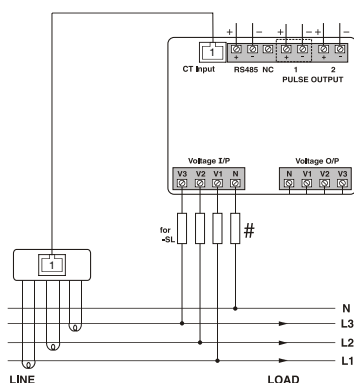 + − + − + −
1
+ − + − + −
CT Input RS485 NC 1 2
PULSE OUTPUT
Voltage I/P Voltage O/P
V3 V2 V1 N N V1 V2 V3
for
-SL
#
1
N
L3
L2
L1
LINE LOAD